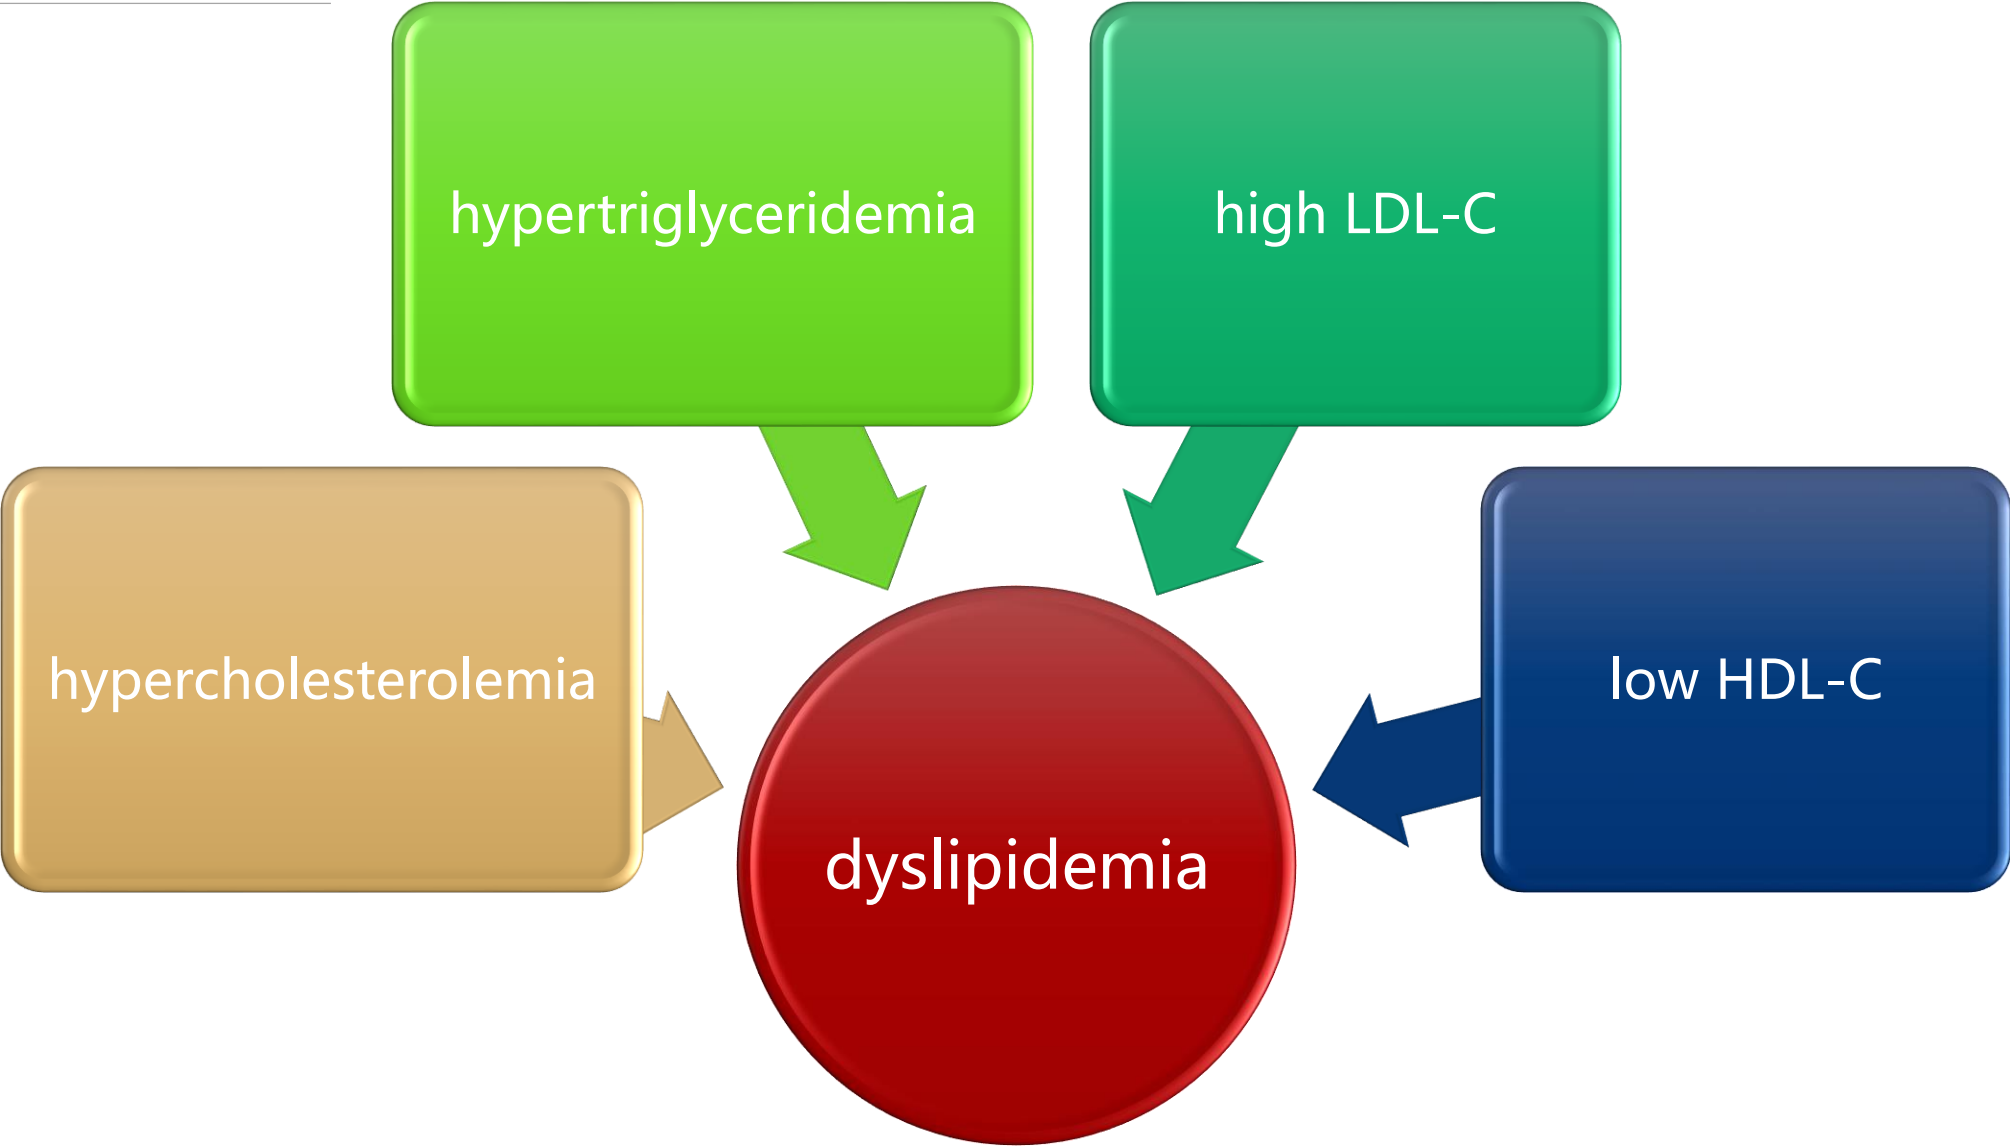 hypertriglyceridemia
high LDL-C
hypercholesterolemia
low HDL-C
dyslipidemia